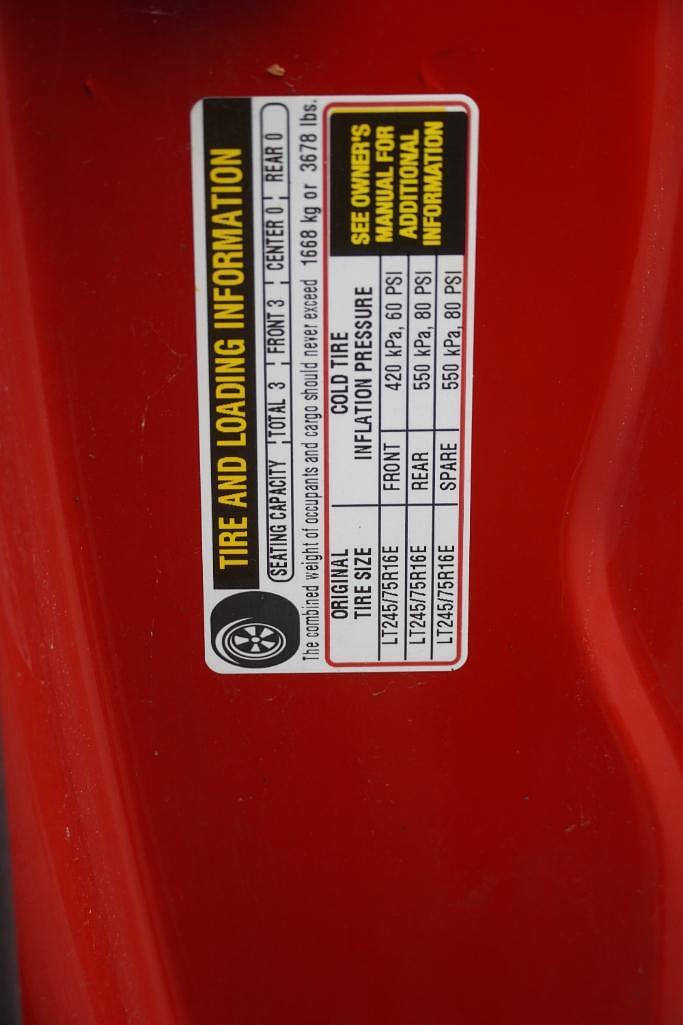 TIRE AND LOADING INFORMATION
SEATING CAPACITY TOTAL 3 FRONT 3 CENTER 0 REAR 0
The combined weight of occupants and cargo should never exceed 1668 kg or 3678 lbs.
ORIGINAL TIRE SIZE COLD TIRE INFLATION PRESSURE
LT245/75R16E FRONT 420 kPa, 60 PSI
LT245/75R16E REAR 550 kPa, 80 PSI
LT245/75R16E SPARE 550 kPa, 80 PSI
SEE OWNER'S
MANUAL FOR
ADDITIONAL
INFORMATION